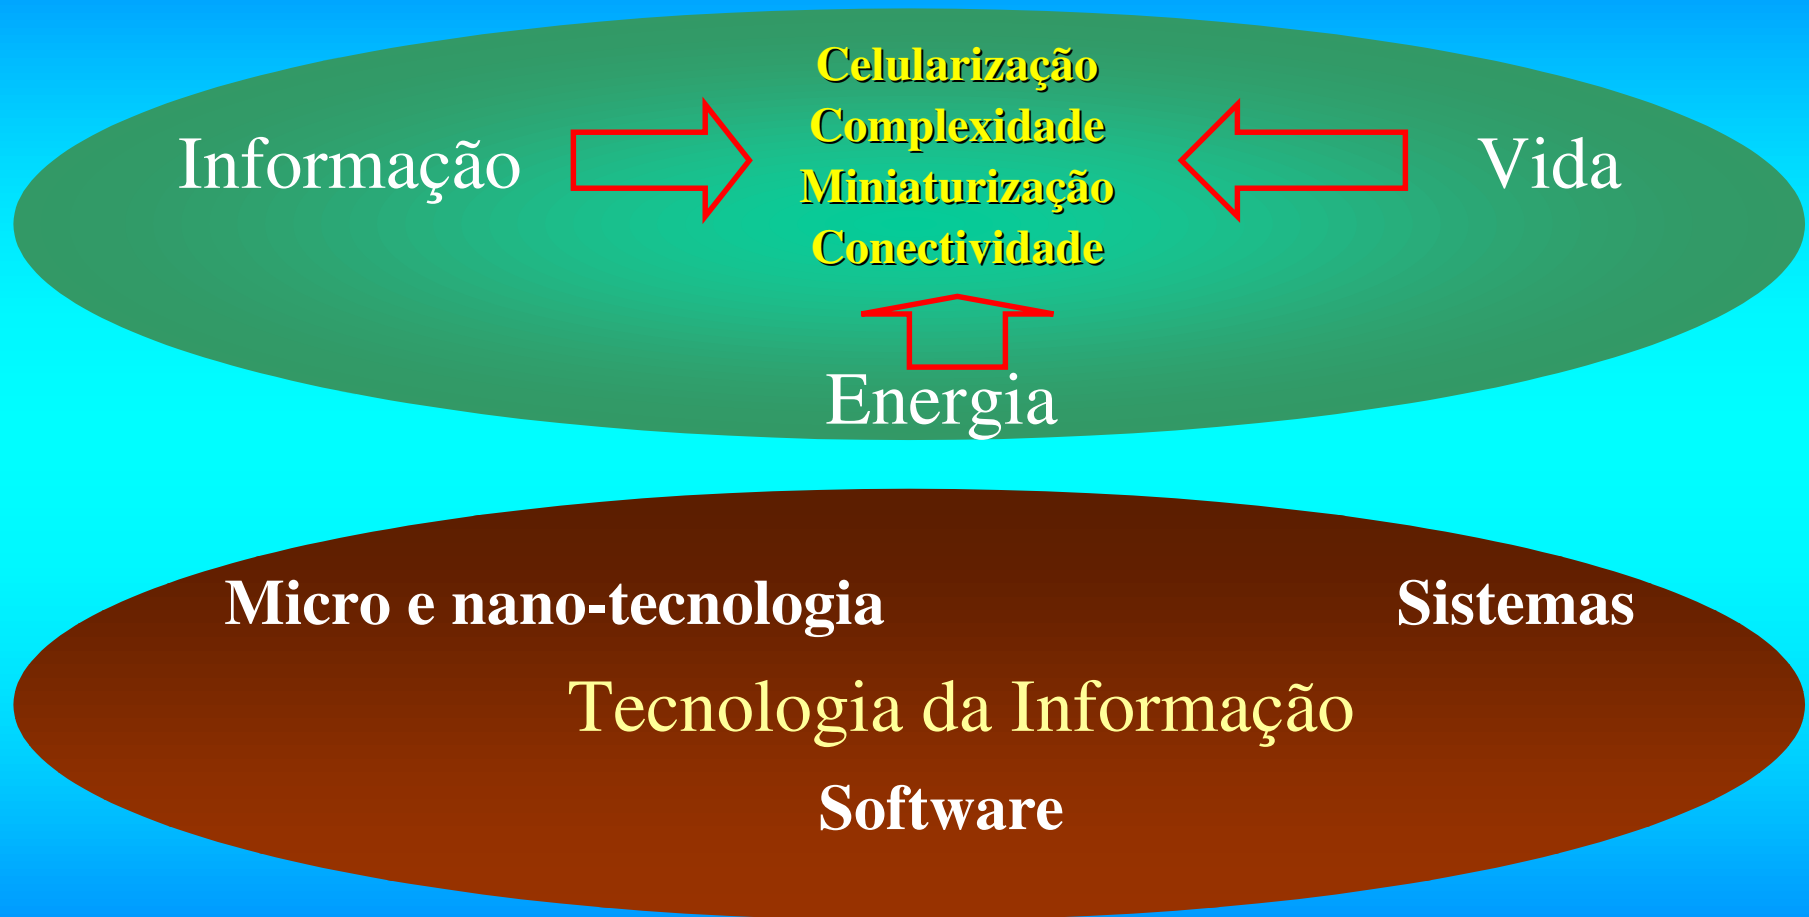 Celularização
Complexidade
Informação
Vida
Miniaturização
Conectividade
Energia
Micro e nano-tecnologia
Sistemas
Tecnologia da Informação
Software